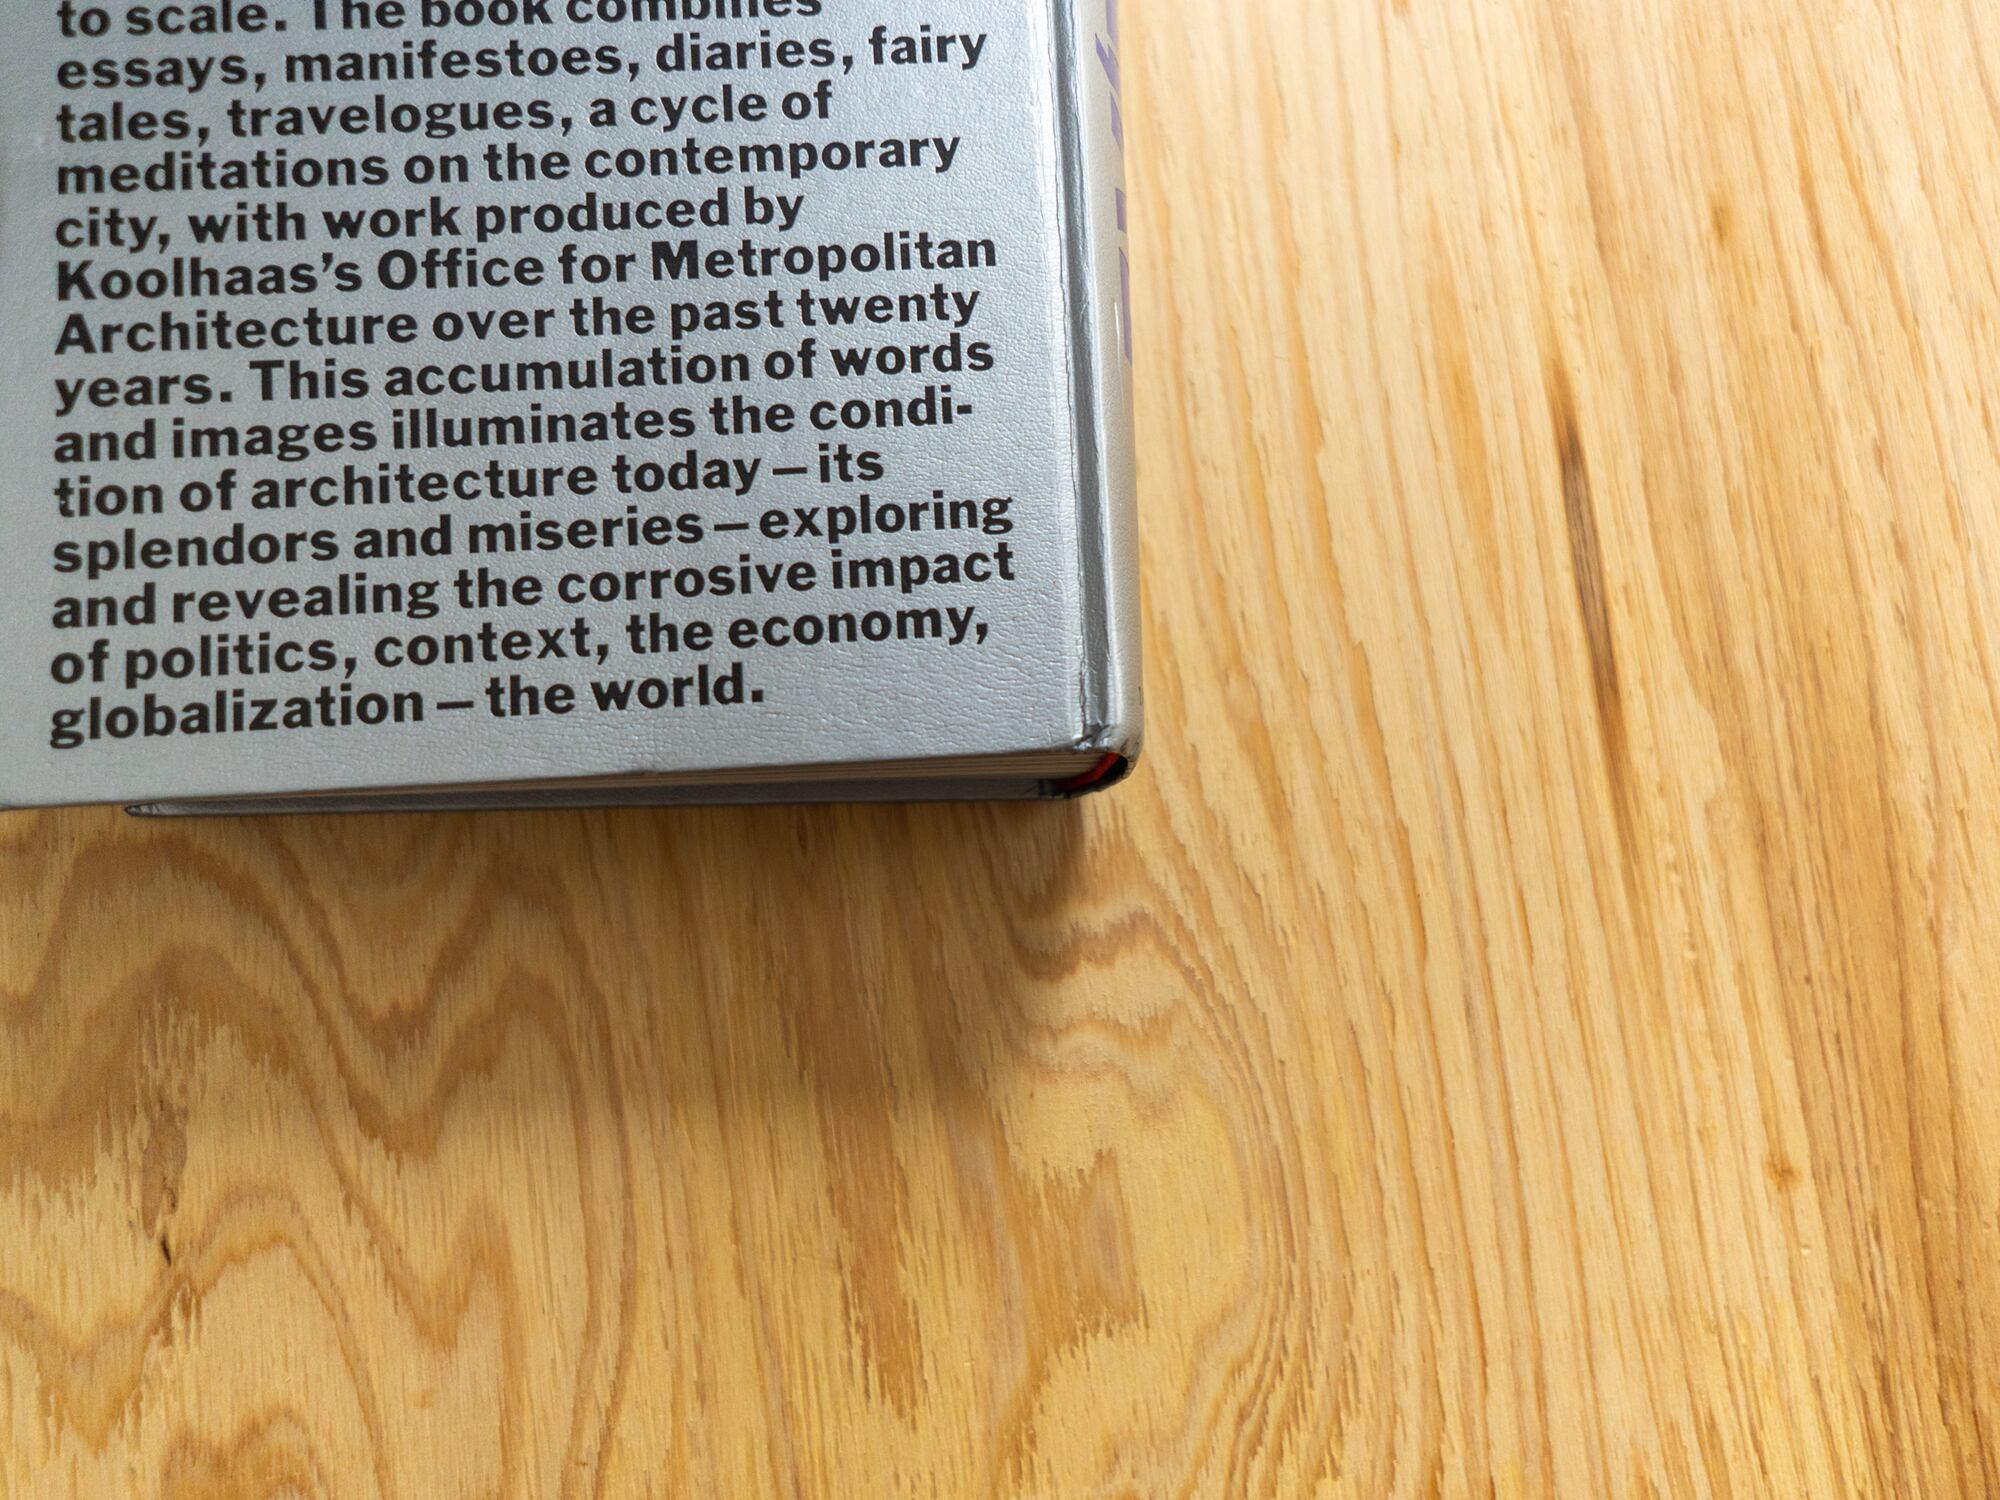 to scale. The book combines
essays, manifestoes, diaries, fairy
tales, travelogues, a cycle of
meditations on the contemporary
city, with work produced by
Koolhaas’s Office for Metropolitan
Architecture over the past twenty
years. This accumulation of words
and images illuminates the condi-
tion of architecture today – its
splendors and miseries – exploring
and revealing the corrosive impact
of politics, context, the economy,
globalization – the world.